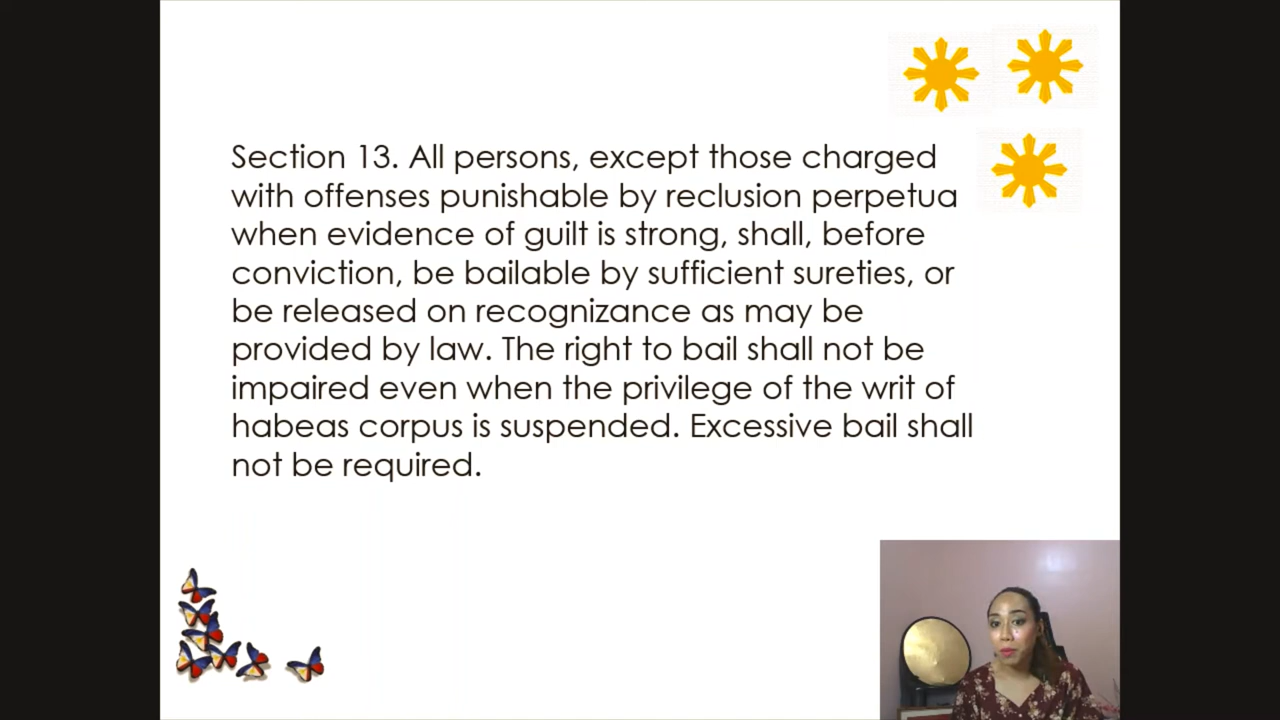 Section 13. All persons, except those charged
with offenses punishable by reclusion perpetua
when evidence of guilt is strong, shall, before
conviction, be bailable by sufficient sureties, or
be released on recognizance as may be
provided by law. The right to bail shall not be
impaired even when the privilege of the writ of
habeas corpus is suspended. Excessive bail shall
not be required.